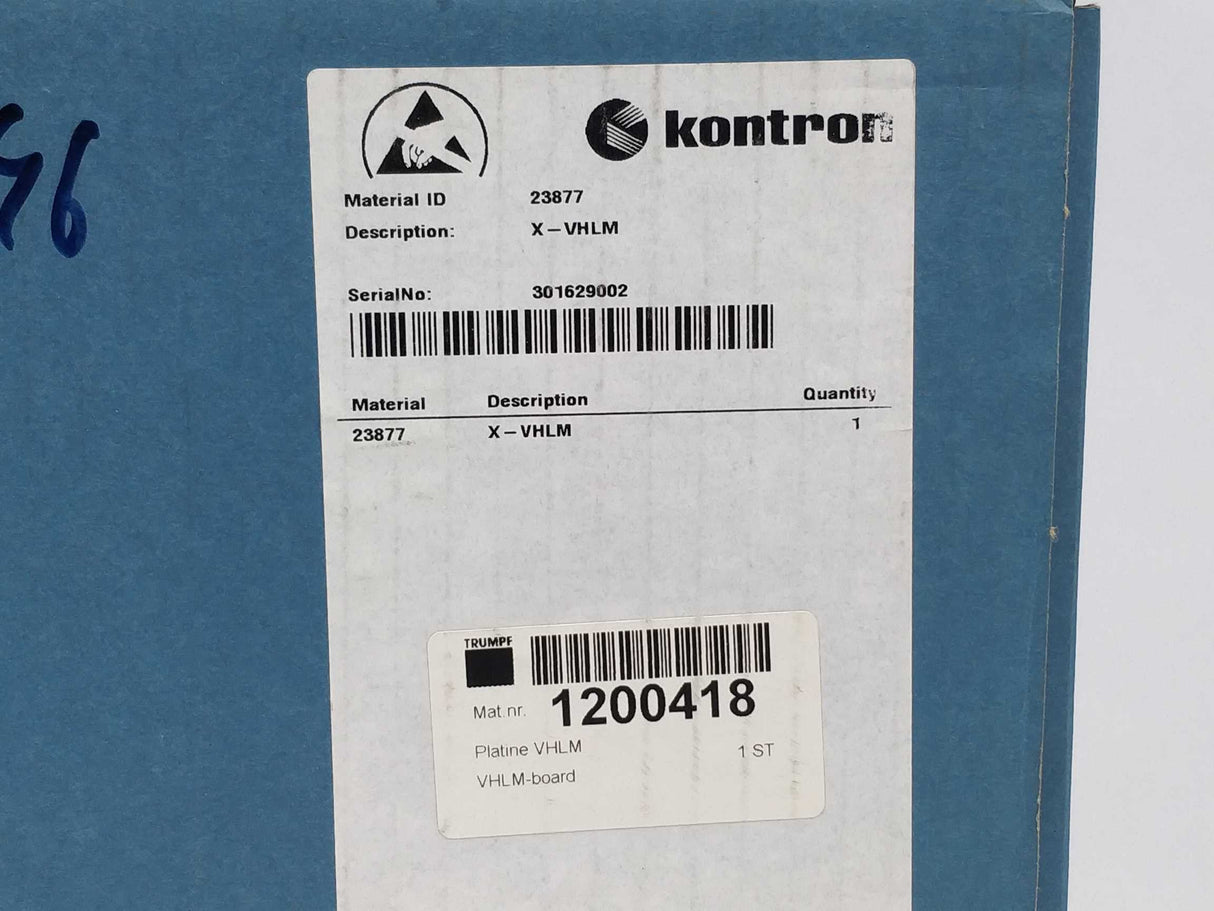 kontron
Material ID 23877
Description: X-VHLM
SerialNo: 301629002
Material Description Quantity
23877 X-VHLM 1
TRUMPF
Mat.nr. 1200418
Platine VHLM 1 ST
VHLM-board